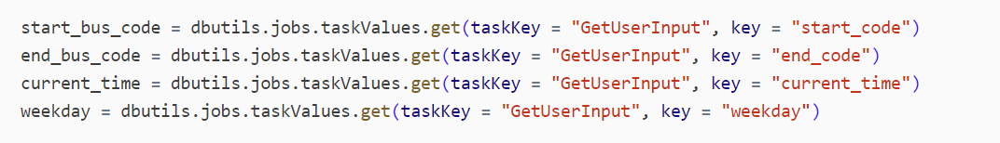 start_bus_code = dbutils.jobs.taskValues.get(taskKey = "GetUserInput", key = "start_code")
end_bus_code = dbutils.jobs.taskValues.get(taskKey = "GetUserInput", key = "end_code")
current_time = dbutils.jobs.taskValues.get(taskKey = "GetUserInput", key = "current_time")
weekday = dbutils.jobs.taskValues.get(taskKey = "GetUserInput", key = "weekday")